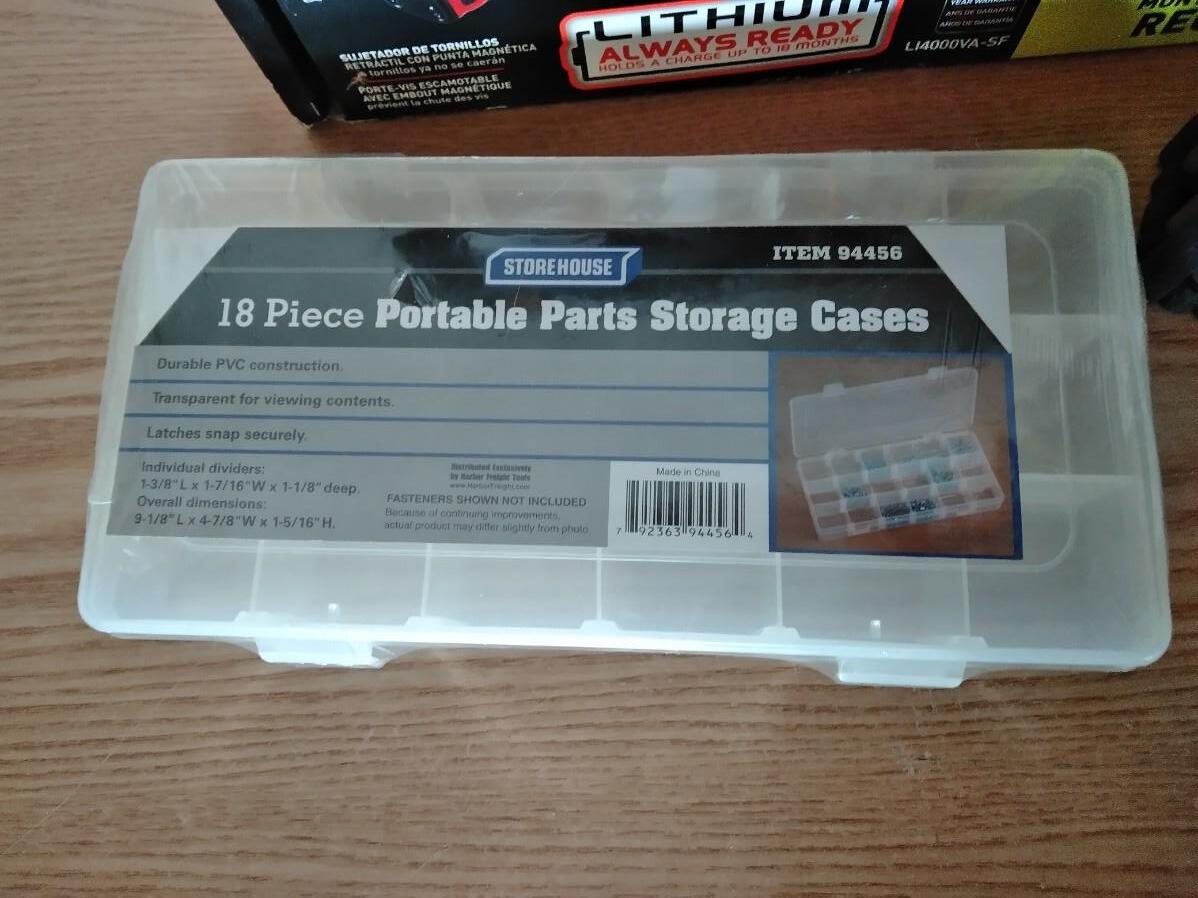 LITHIUM
ALWAYS READY
HOLDS A CHARGE UP TO 18 MONTHS
SUJETADOR DE TORNILLOS
RETRÁCTIL CON PUNTA MAGNÉTICA
tornillos ya no se caerán
PORTE-VIS ESCAMOTABLE
AVEC EMBOUT MAGNÉTIQUE
prévient la chute des vis
ANS DE GARANTIE
AÑOS DE GARANTÍA
LI4000VA-SF
STOREHOUSE
ITEM 94456
18 Piece Portable Parts Storage Cases
Durable PVC construction.
Transparent for viewing contents.
Latches snap securely.
Individual dividers:
1-3/8"L x 1-7/16"W x 1-1/8" deep.
Overall dimensions:
9-1/8"L x 4-7/8"W x 1-5/16"H.
Distributed Exclusively
by Harbor Freight Tools
www.HarborFreight.com
FASTENERS SHOWN NOT INCLUDED
Because of continuing improvements,
actual product may differ slightly from photo.
Made in China
7 92363 94456 4